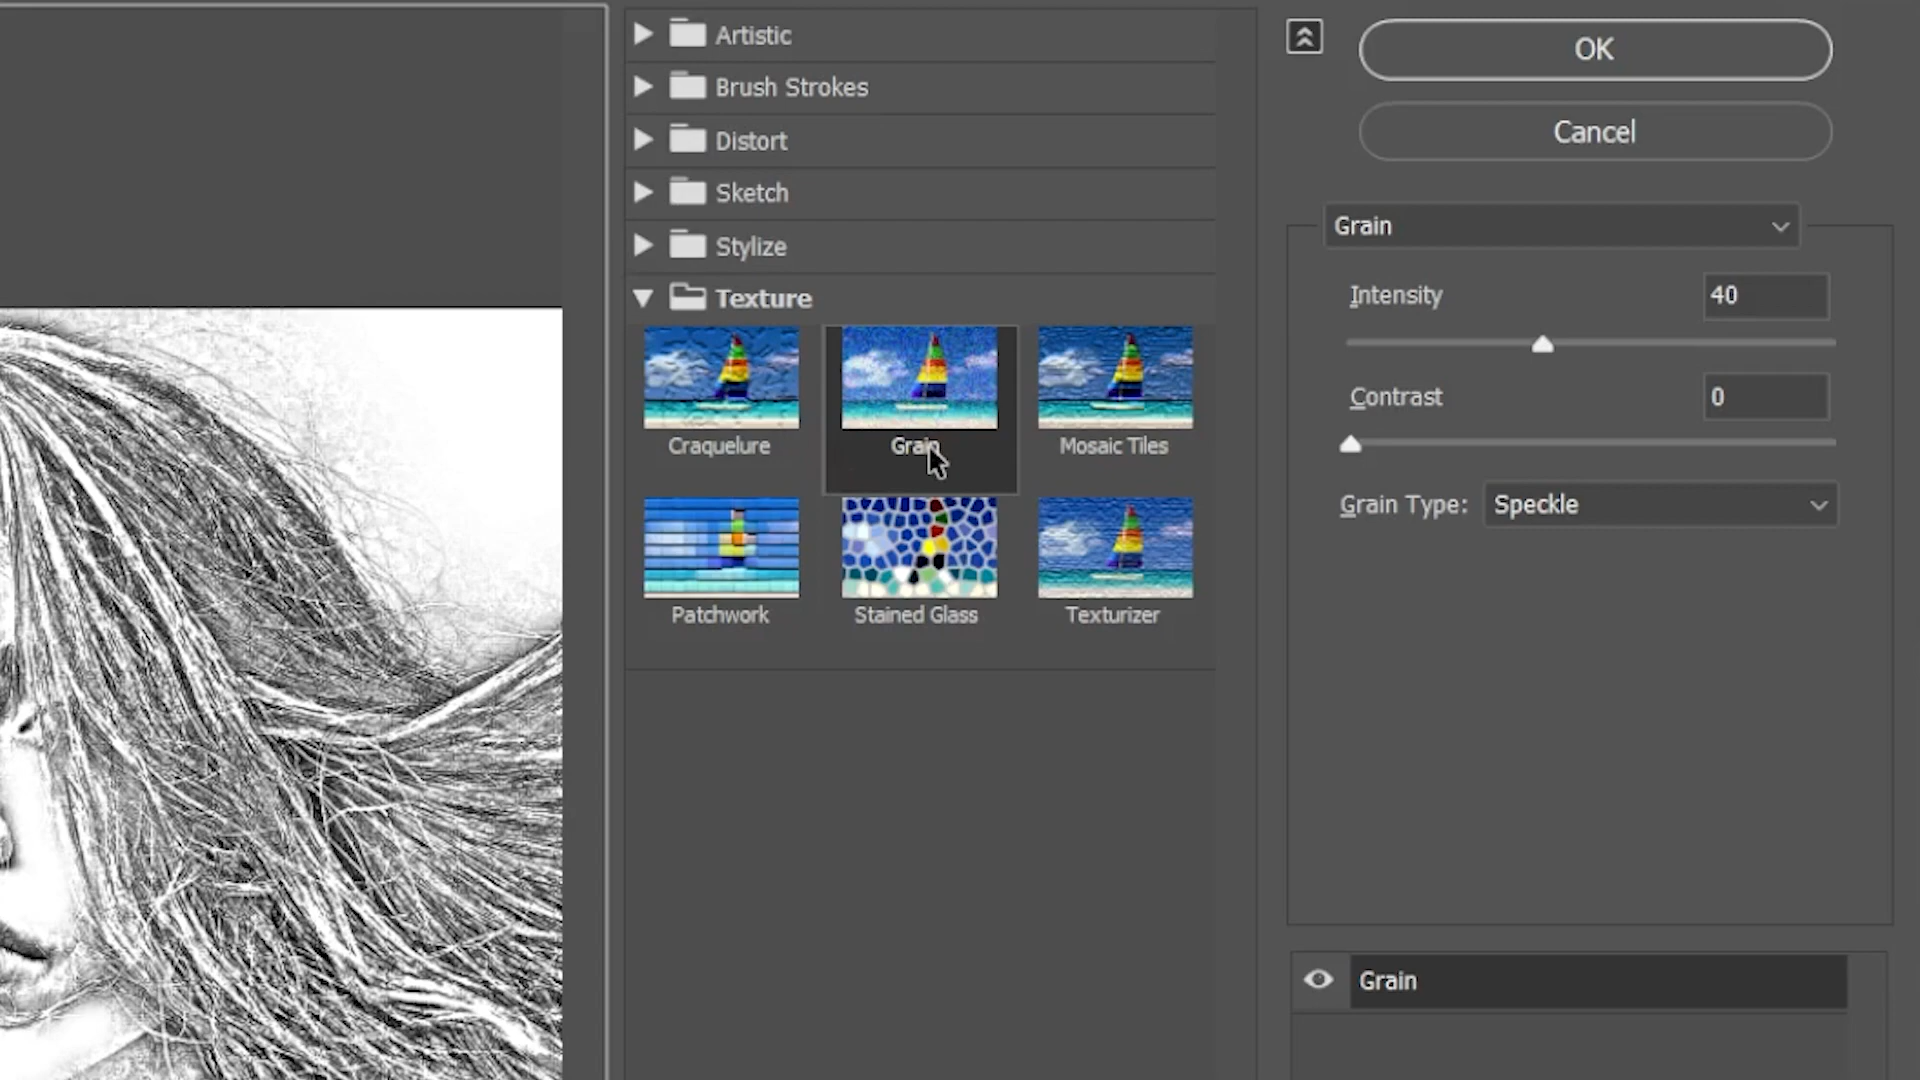 Artistic
Brush Strokes
Distort
Sketch
Stylize
Texture
Craquelure
Grain
Mosaic Tiles
Patchwork
Stained Glass
Texturizer
OK
Cancel
Grain
Intensity 40
Contrast 0
Grain Type: Speckle
Grain